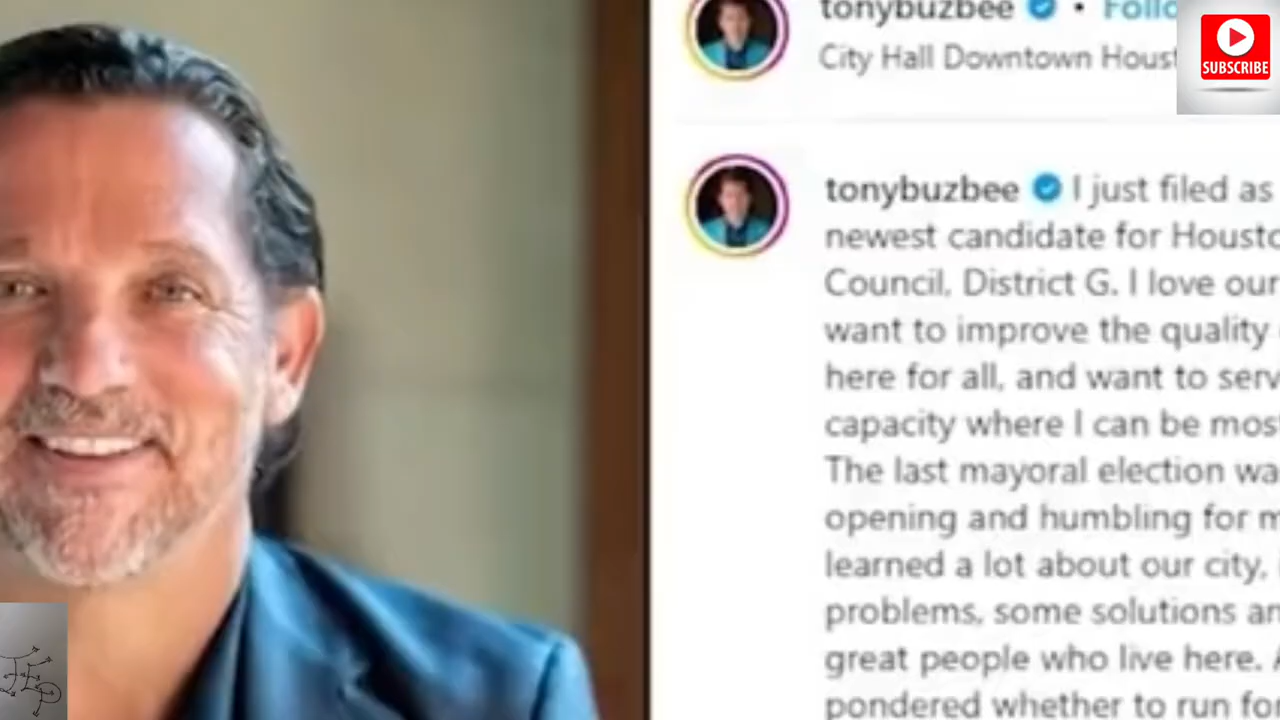 tonybuzbee • Follo
City Hall Downtown Houst
SUBSCRIBE
tonybuzbee I just filed as
newest candidate for Housto
Council, District G. I love our
want to improve the quality
here for all, and want to serv
capacity where I can be most
The last mayoral election wa
opening and humbling for m
learned a lot about our city,
problems, some solutions an
great people who live here. A
pondered whether to run for